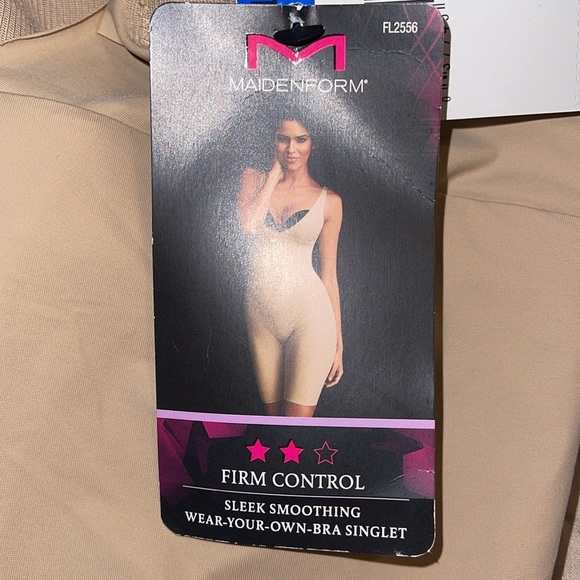 FL2556
MAIDENFORM®
FIRM CONTROL
SLEEK SMOOTHING
WEAR-YOUR-OWN-BRA SINGLET